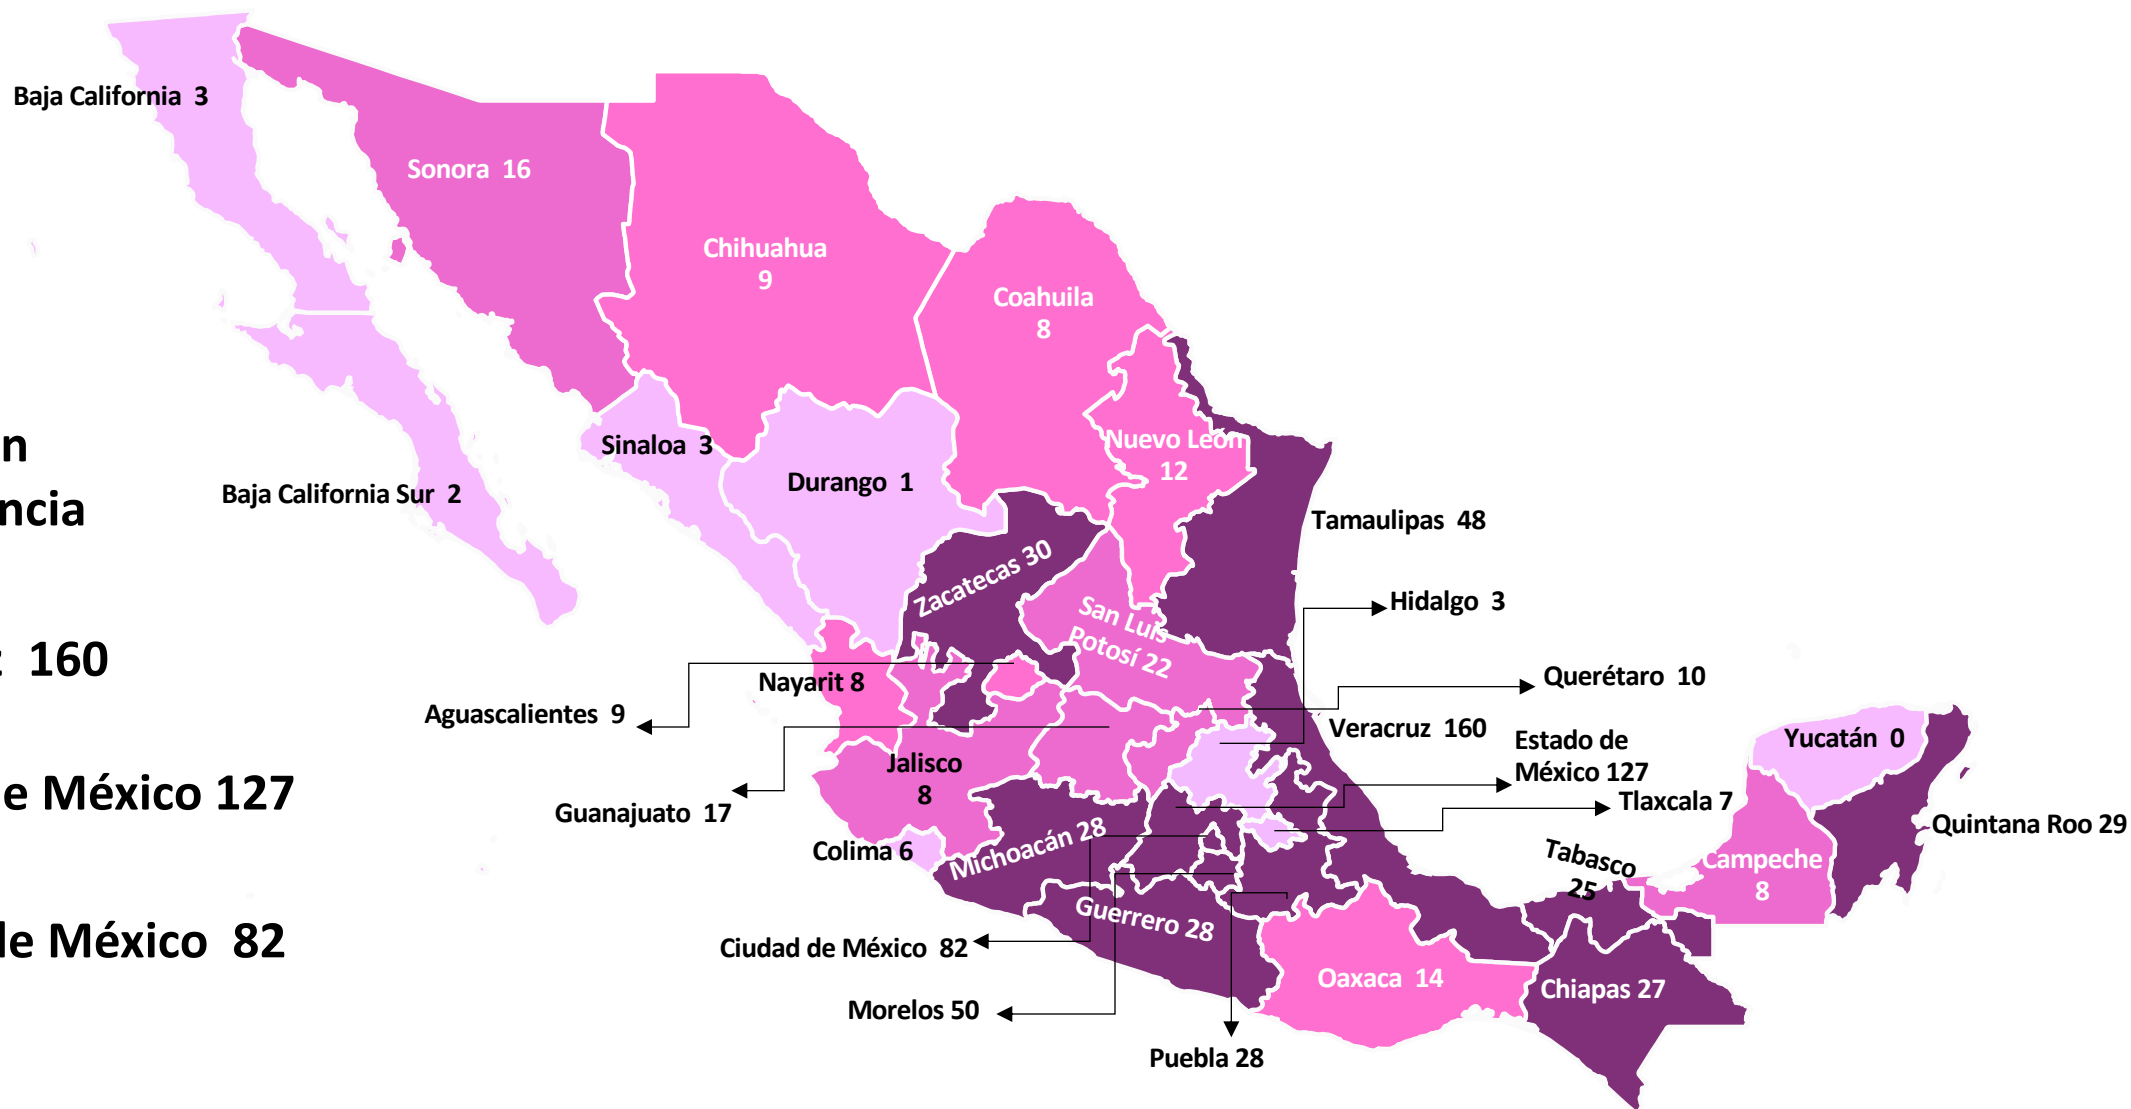 Baja California 3
Sonora 16
Chihuahua
9
Coahuila
8
Nuevo León
12
Sinaloa 3
Durango 1
Baja California Sur 2
Tamaulipas 48
Zacatecas 30
San Luis
Potosí 22
Hidalgo 3
Nayarit 8
Querétaro 10
Aguascalientes 9
Veracruz 160
Estado de
México 127
Yucatán 0
Jalisco
8
Tlaxcala 7
Guanajuato 17
Quintana Roo 29
Colima 6
Michoacán 28
Tabasco
25
Campeche
8
Guerrero 28
Ciudad de México 82
Oaxaca 14
Chiapas 27
Morelos 50
Puebla 28
n
ncia
160
e México 127
de México 82